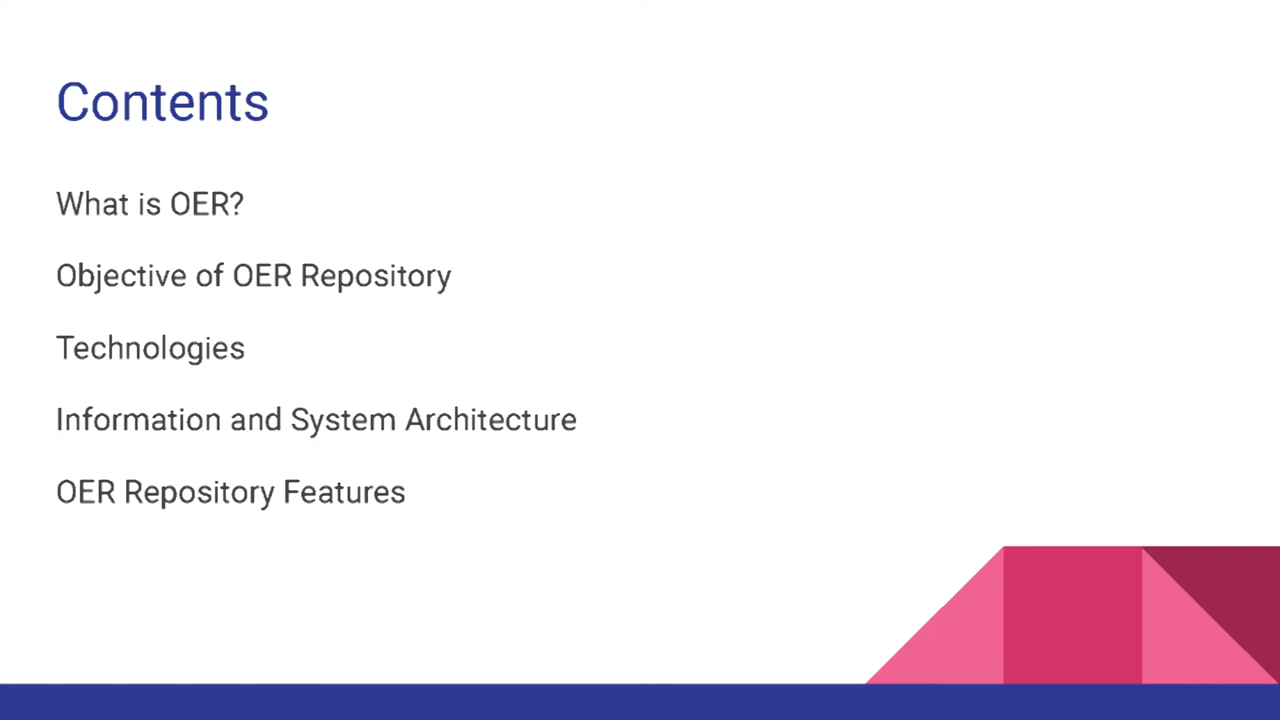 Contents
What is OER?
Objective of OER Repository
Technologies
Information and System Architecture
OER Repository Features